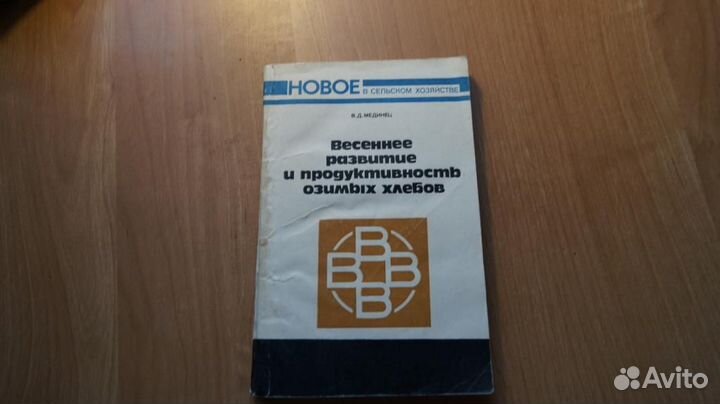 НОВОЕ В СЕЛЬСКОМ ХОЗЯЙСТВЕ
В. Д. МЕДИНЕЦ
Весеннее
развитие
и продуктивность
озимых хлебов
В
В В
В
Avito